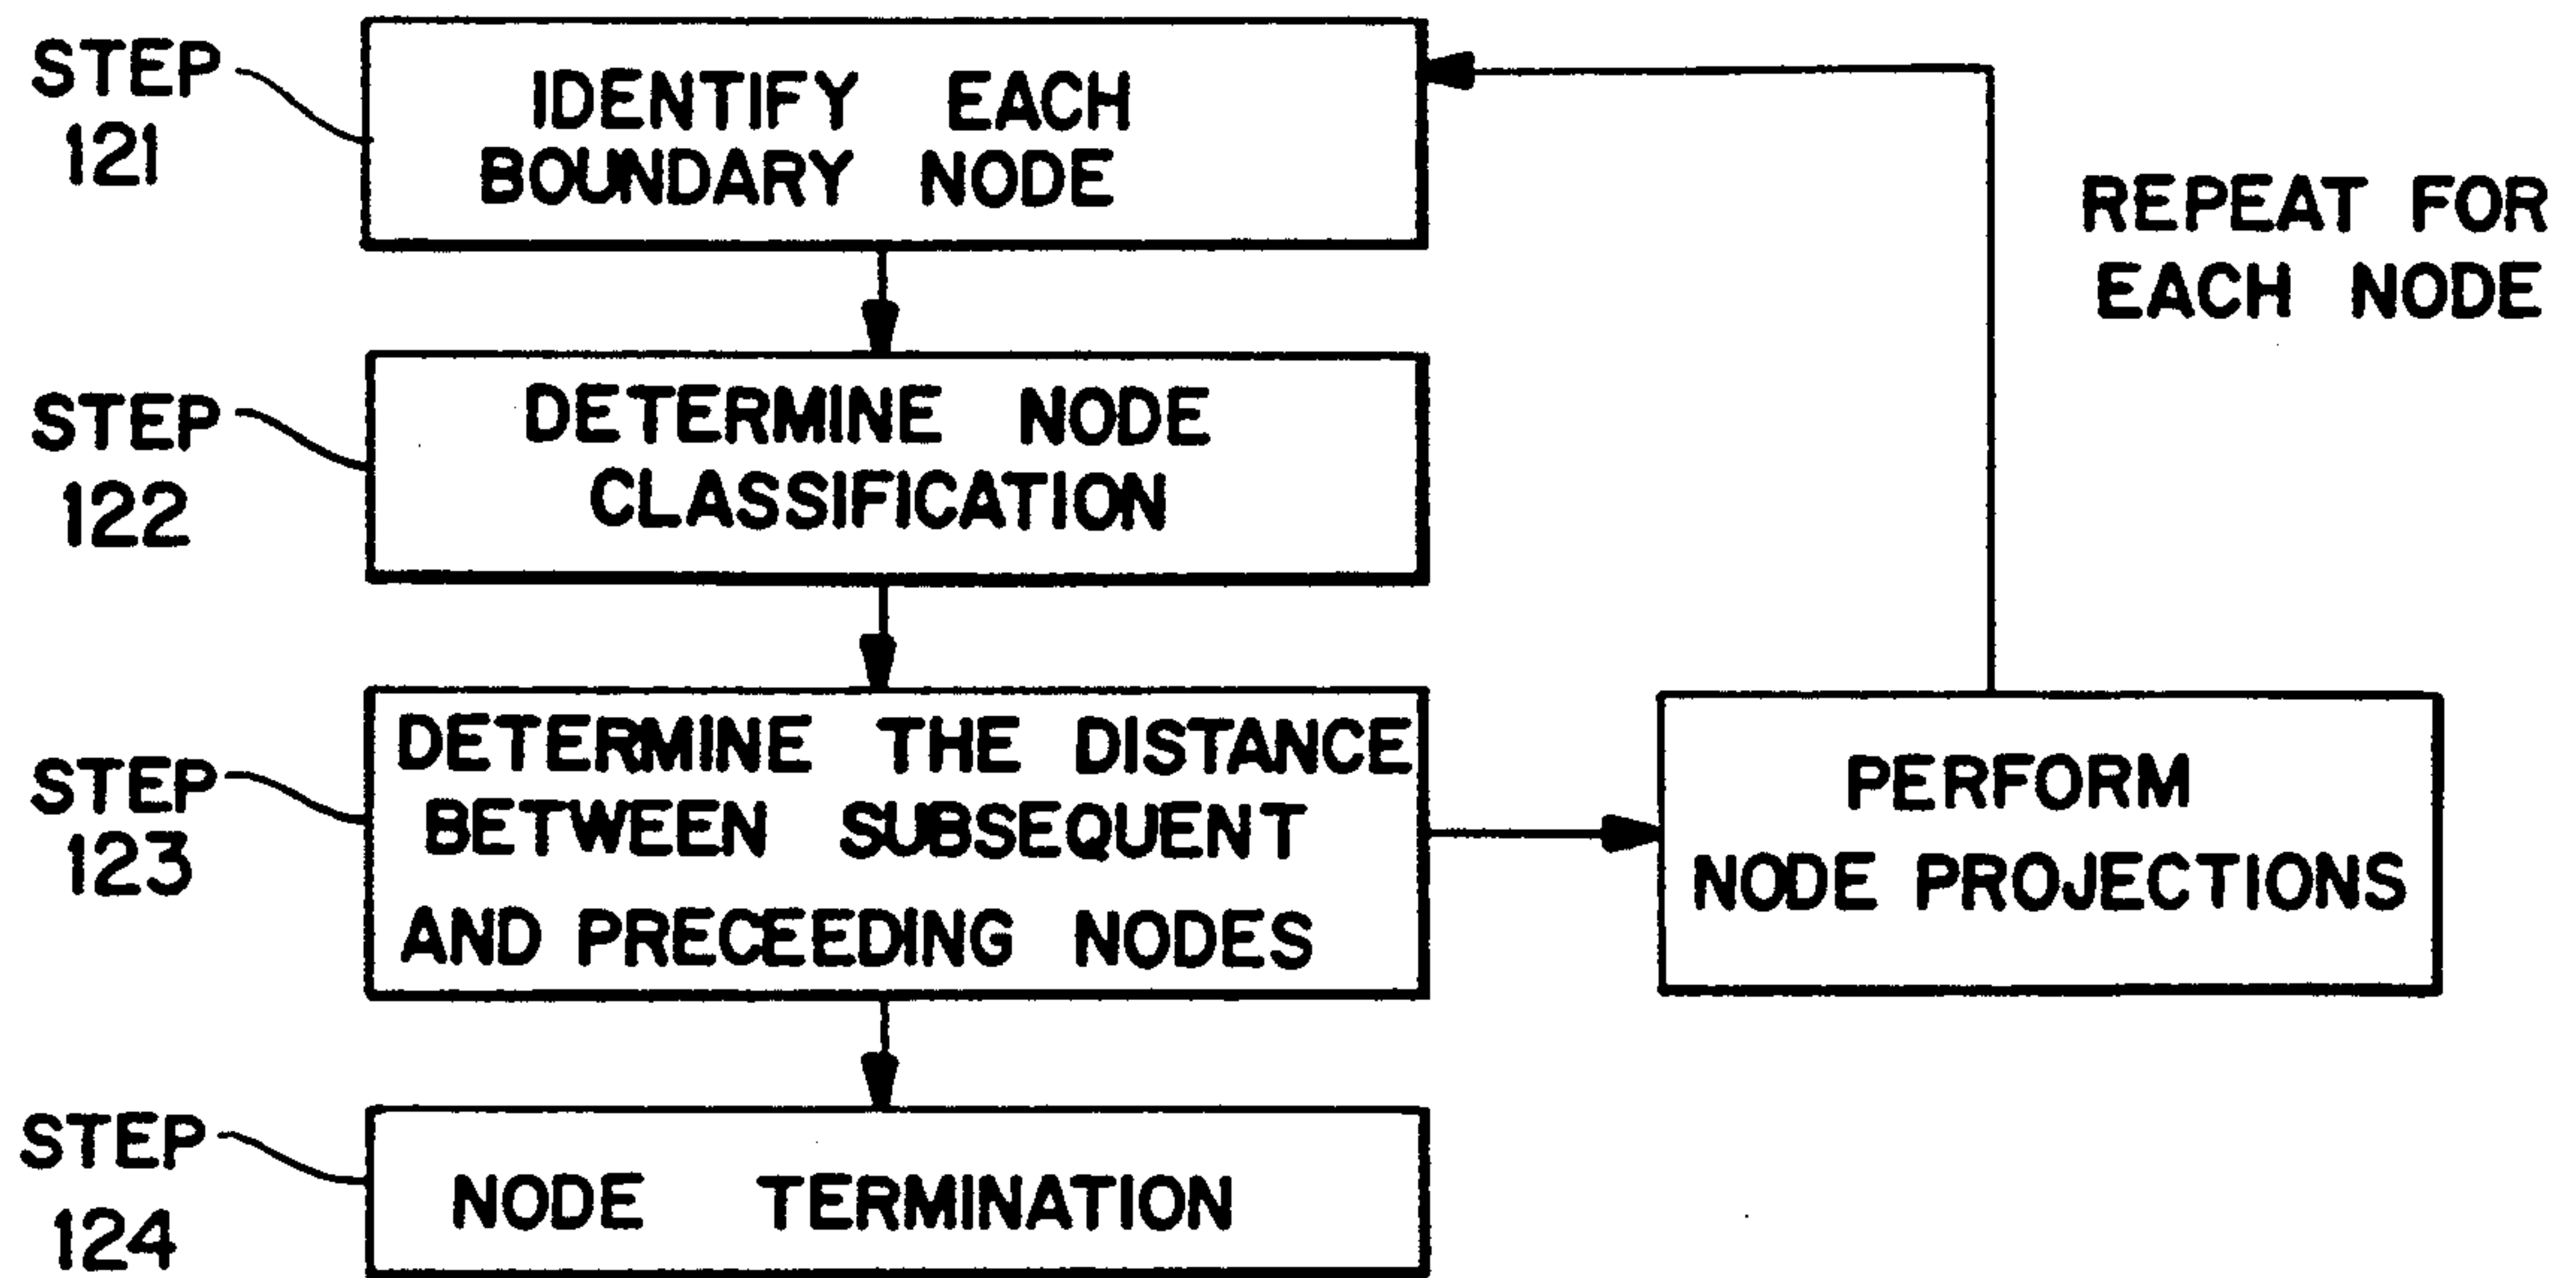 STEP
121
IDENTIFY EACH
BOUNDARY NODE
REPEAT FOR
EACH NODE
STEP
122
DETERMINE NODE
CLASSIFICATION
STEP
123
DETERMINE THE DISTANCE
BETWEEN SUBSEQUENT
AND PRECEEDING NODES
PERFORM
NODE PROJECTIONS
STEP
124
NODE TERMINATION